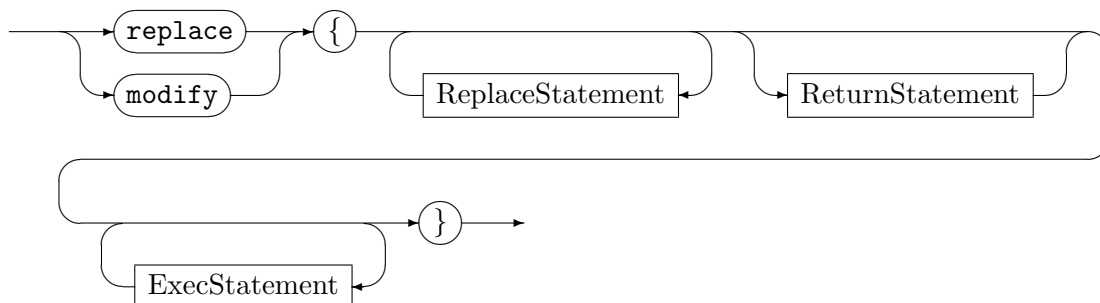 replace { 
modify
ReplaceStatement ReturnStatement
}
ExecStatement